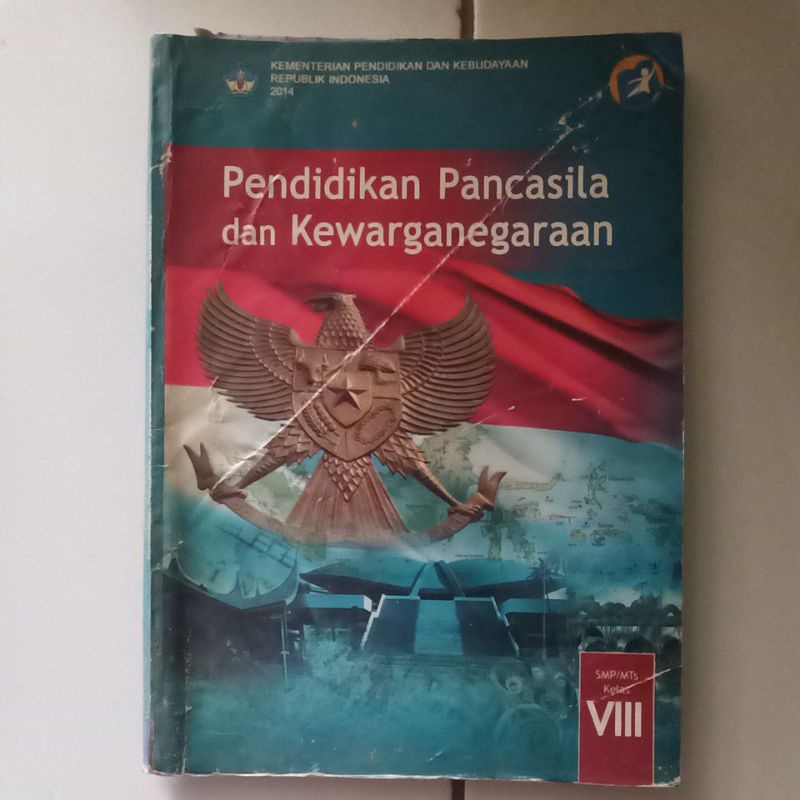 KEMENTERIAN PENDIDIKAN DAN KEBUDAYAAN
REPUBLIK INDONESIA
2014
Pendidikan Pancasila
dan Kewarganegaraan
SMP/MTs
Kelas
VIII